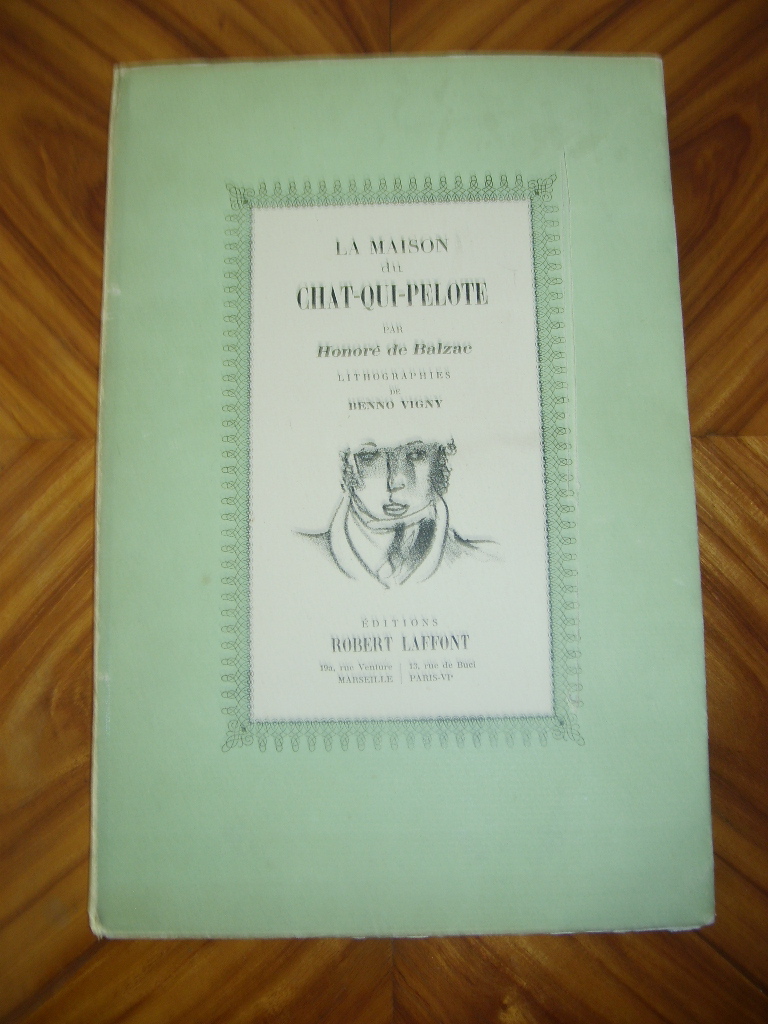 LA MAISON
du
CHAT-QUI-PELOTE
PAR
Honoré de Balzac
LITHOGRAPHIES
DE
BENNO VIGNY
ÉDITIONS
ROBERT LAFFONT
19a, rue Venture | 13, rue de Buci
MARSEILLE | PARIS-VIᵉ